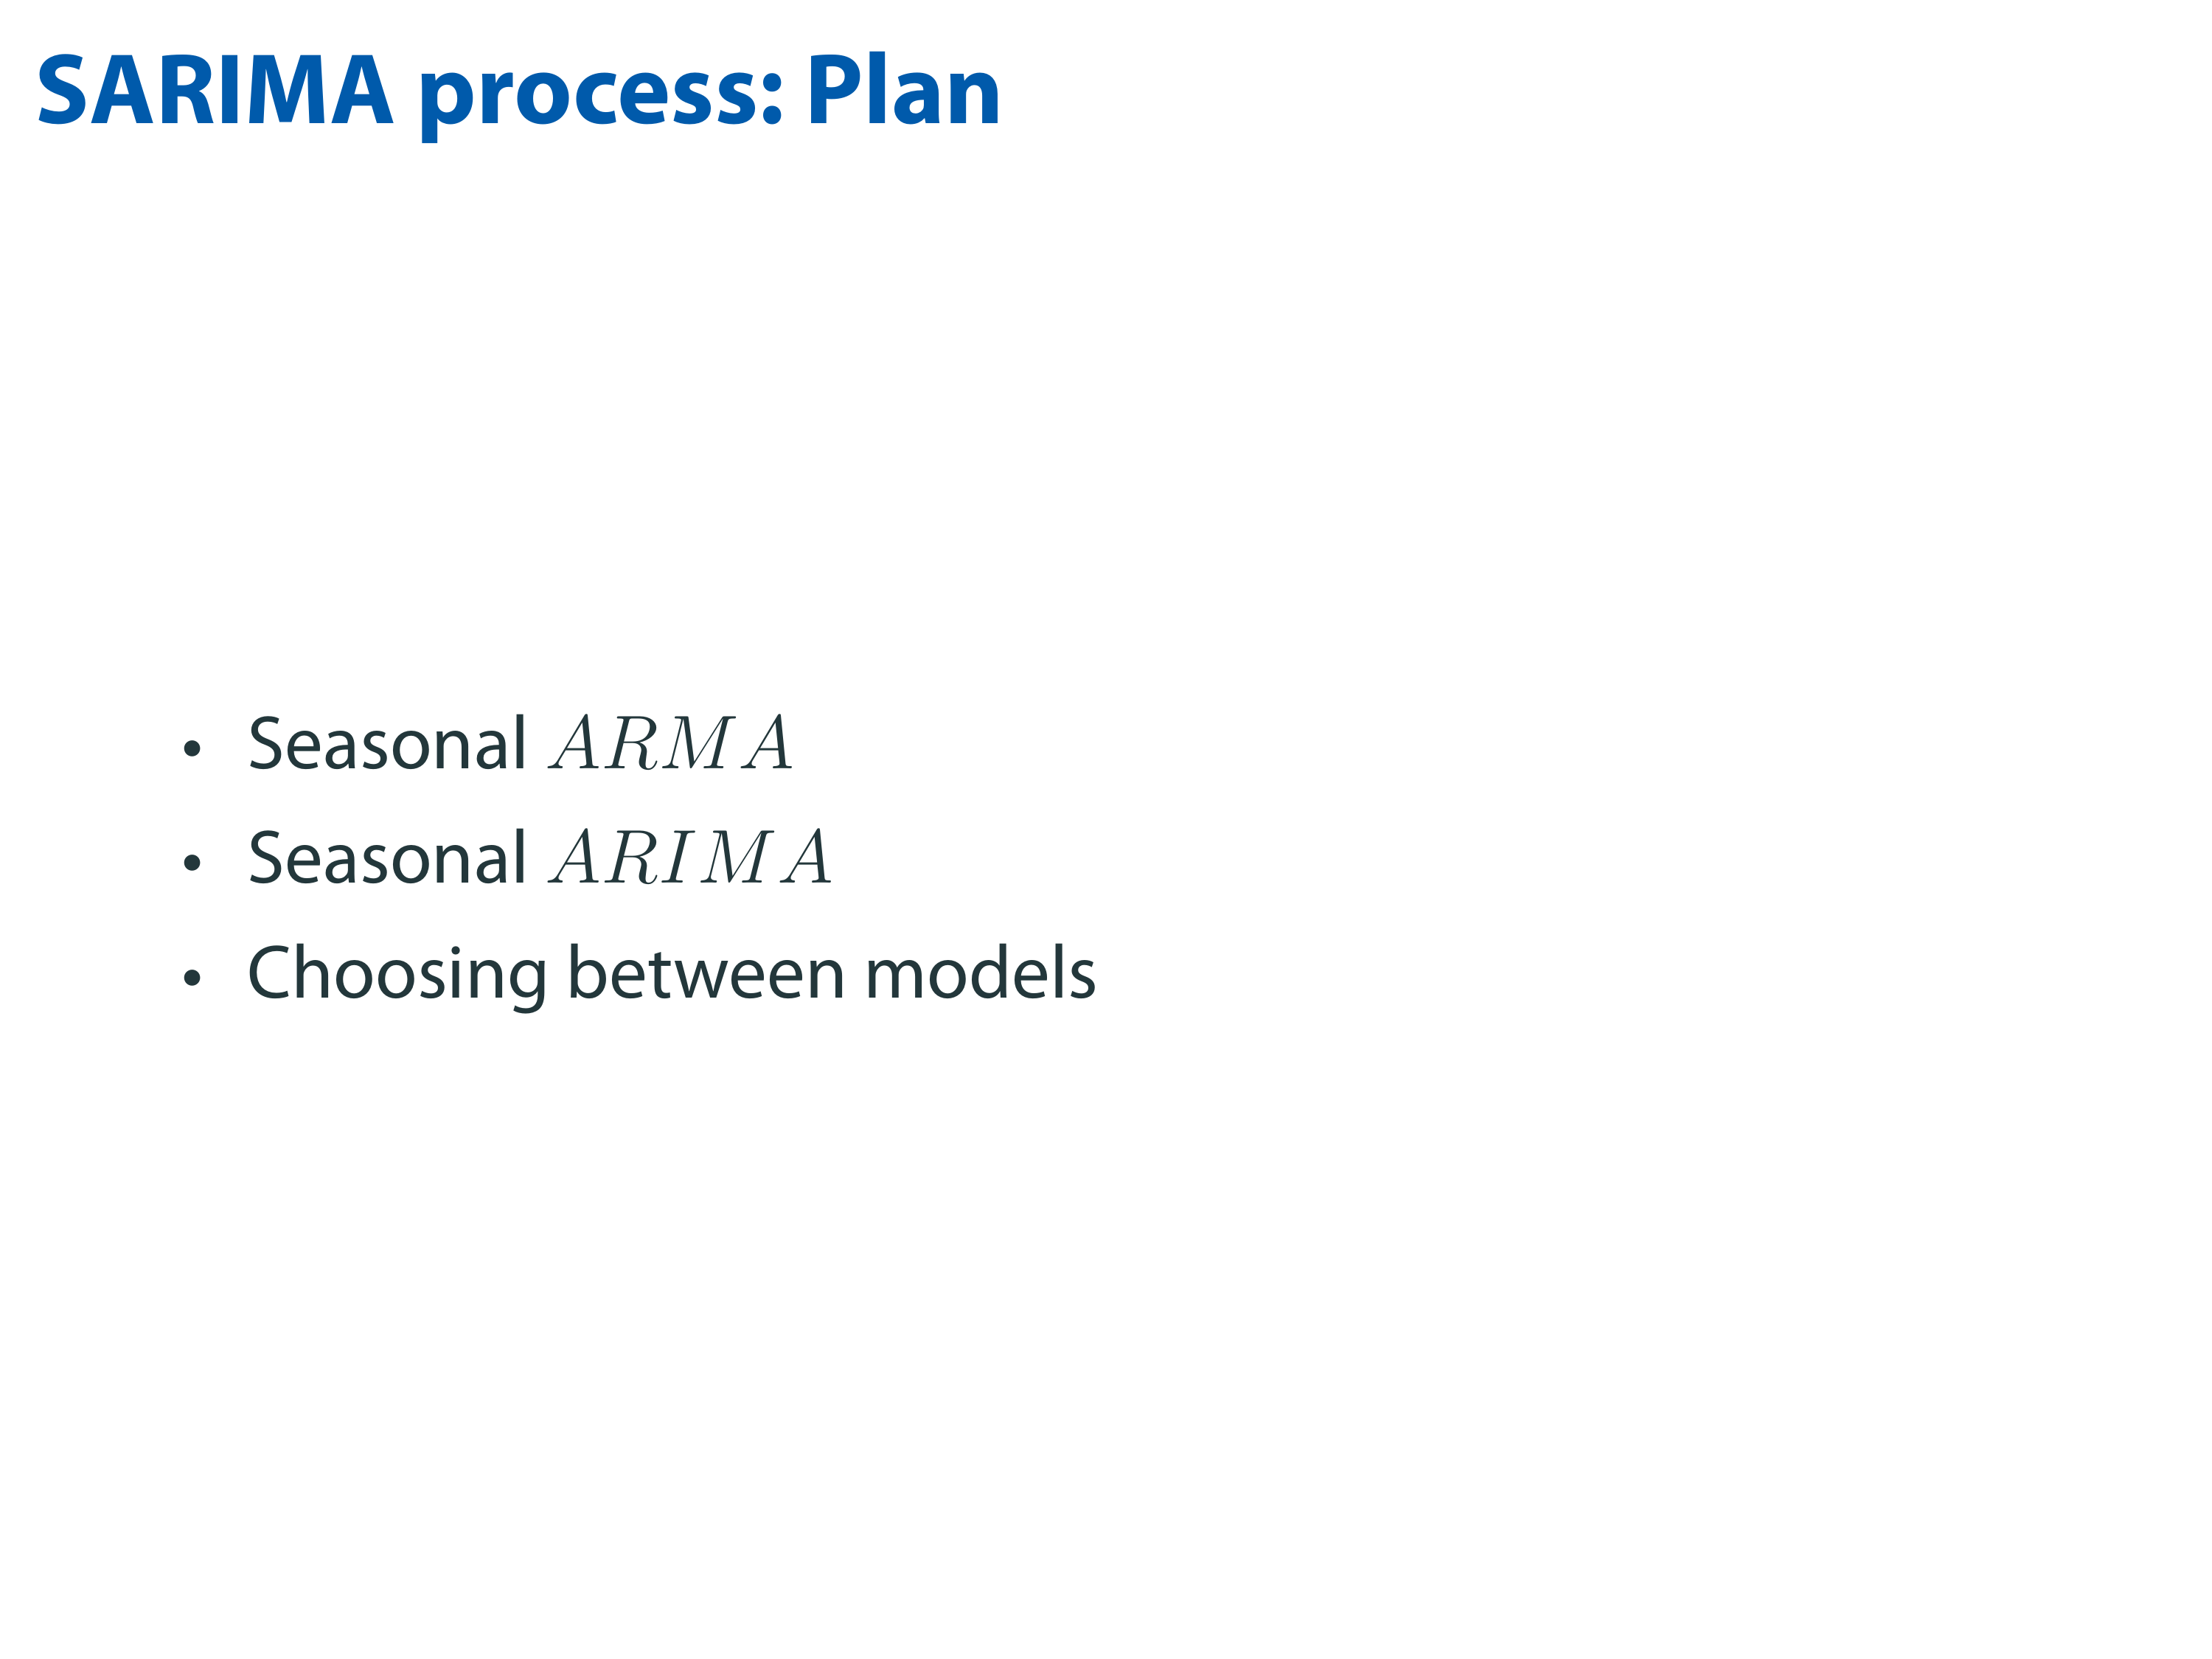 SARIMA process: Plan
• Seasonal ARMA
• Seasonal ARIMA
• Choosing between models